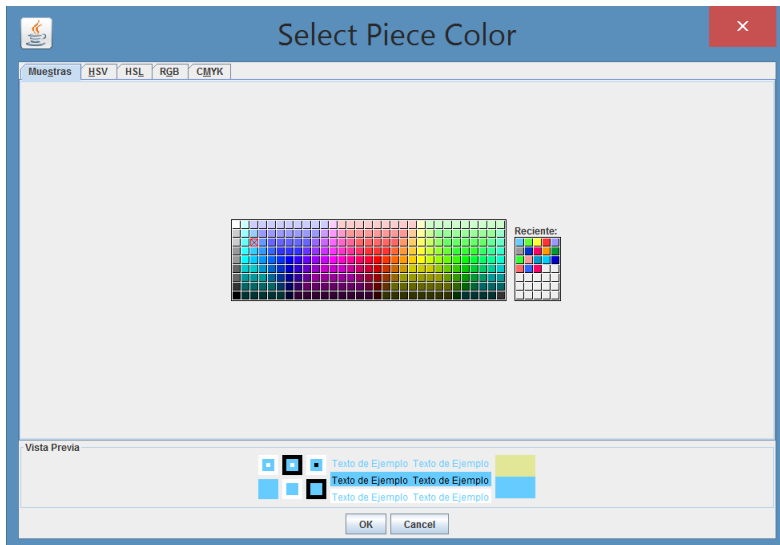 Select Piece Color
Muestras HSV HSL RGB CMYK
Reciente:
Vista Previa
Texto de Ejemplo Texto de Ejemplo
Texto de Ejemplo Texto de Ejemplo
Texto de Ejemplo Texto de Ejemplo
OK Cancel